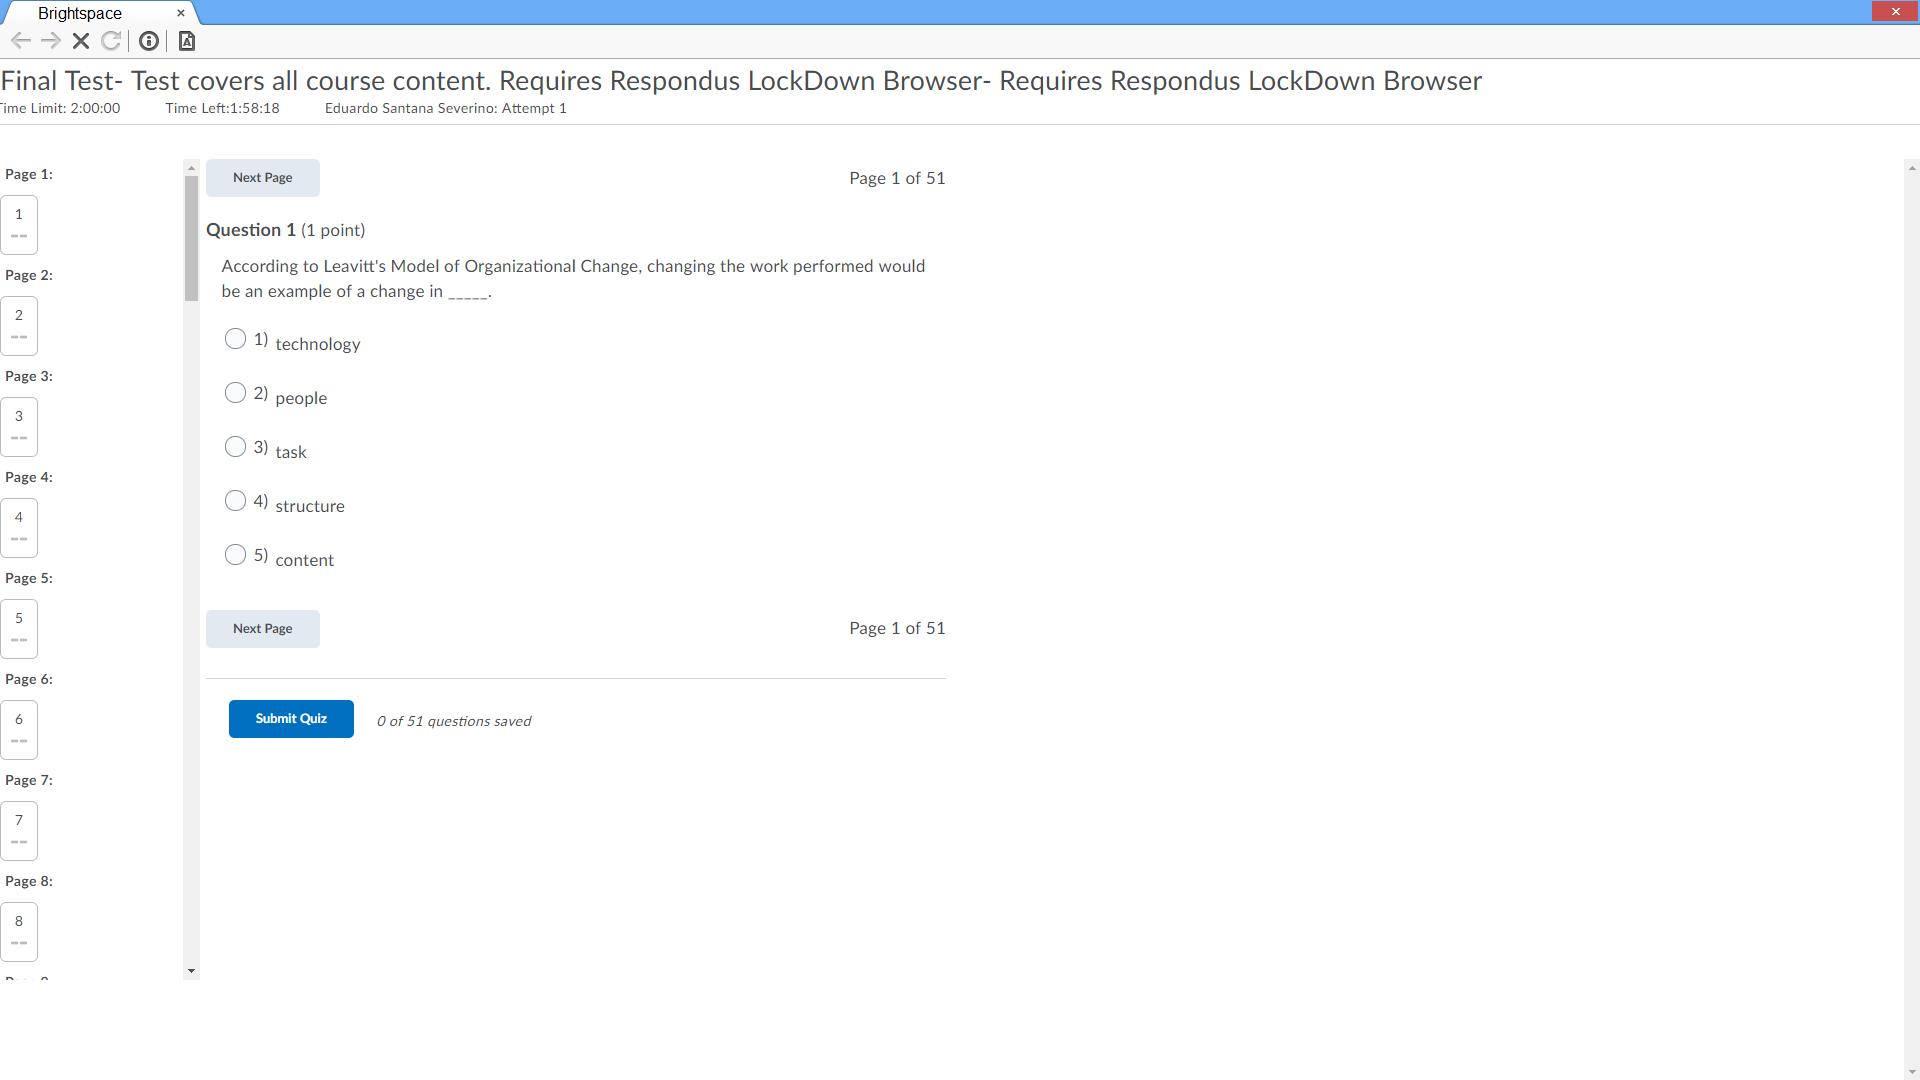 Brightspace
Final Test- Test covers all course content. Requires Respondus LockDown Browser- Requires Respondus LockDown Browser
Time Limit: 2:00:00 Time Left:1:58:18 Eduardo Santana Severino: Attempt 1
Page 1:
1
--
Page 2:
2
--
Page 3:
3
--
Page 4:
4
--
Page 5:
5
--
Page 6:
6
--
Page 7:
7
--
Page 8:
8
--
Next Page Page 1 of 51
Question 1 (1 point)
According to Leavitt's Model of Organizational Change, changing the work performed would
be an example of a change in _____.
1) technology
2) people
3) task
4) structure
5) content
Next Page Page 1 of 51
Submit Quiz 0 of 51 questions saved